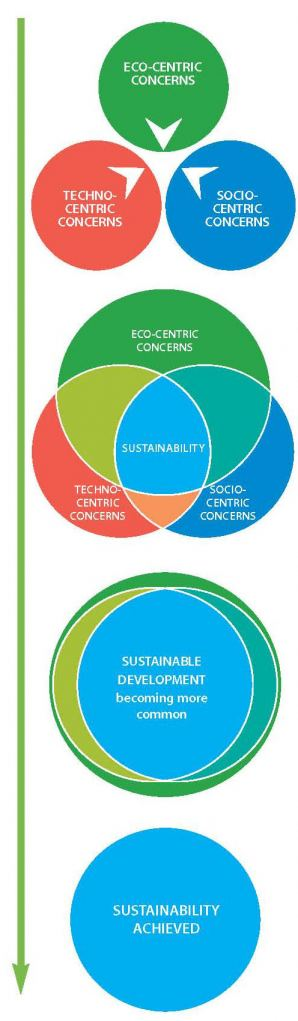 ECO-CENTRIC
CONCERNS
TECHNO-
CENTRIC
CONCERNS
SOCIO-
CENTRIC
CONCERNS
ECO-CENTRIC
CONCERNS
SUSTAINABILITY
TECHNO-
CENTRIC
CONCERNS
SOCIO-
CENTRIC
CONCERNS
SUSTAINABLE
DEVELOPMENT
becoming more
common
SUSTAINABILITY
ACHIEVED